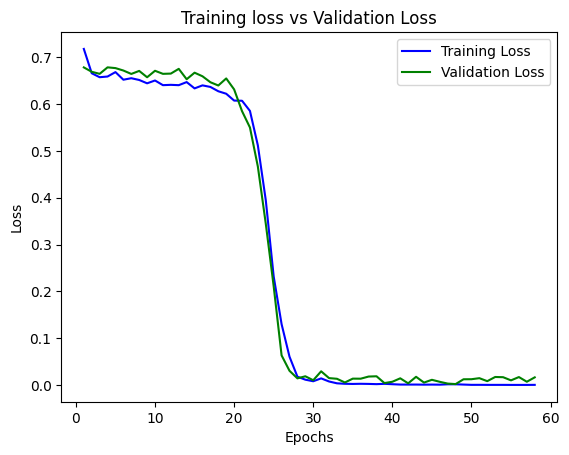 Training loss vs Validation Loss
Training Loss
Validation Loss
0.7
0.6
0.5
0.4
0.3
0.2
0.1
0.0
Loss
0 10 20 30 40 50 60
Epochs